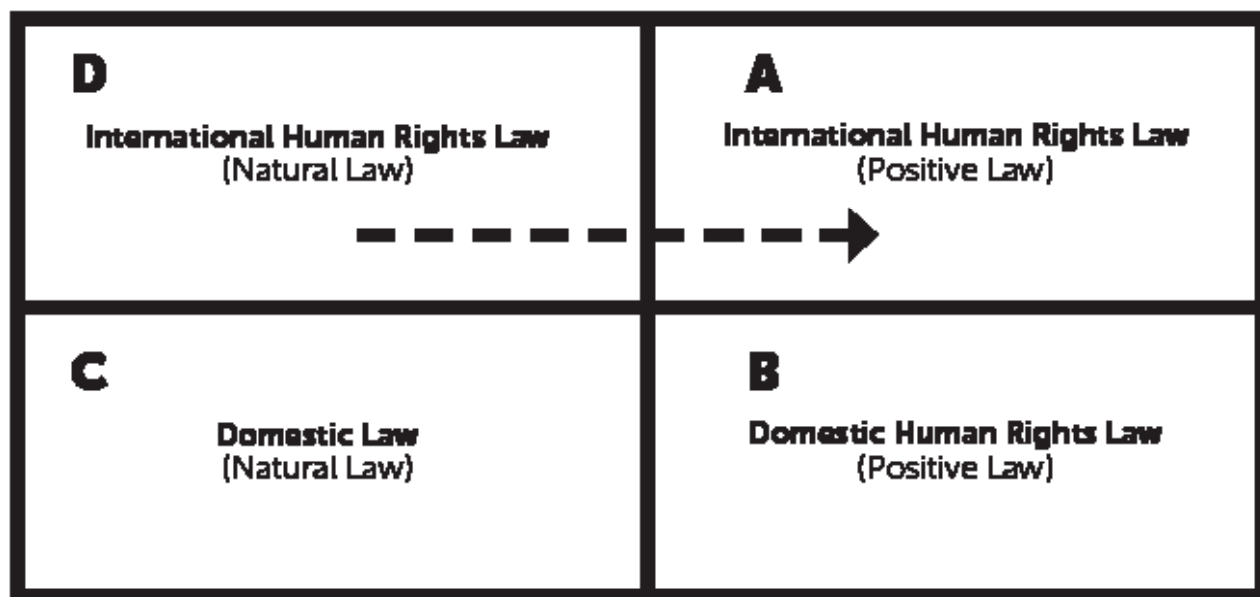 D
International Human Rights Law
(Natural Law)
A
International Human Rights Law
(Positive Law)
C
Domestic Law
(Natural Law)
B
Domestic Human Rights Law
(Positive Law)